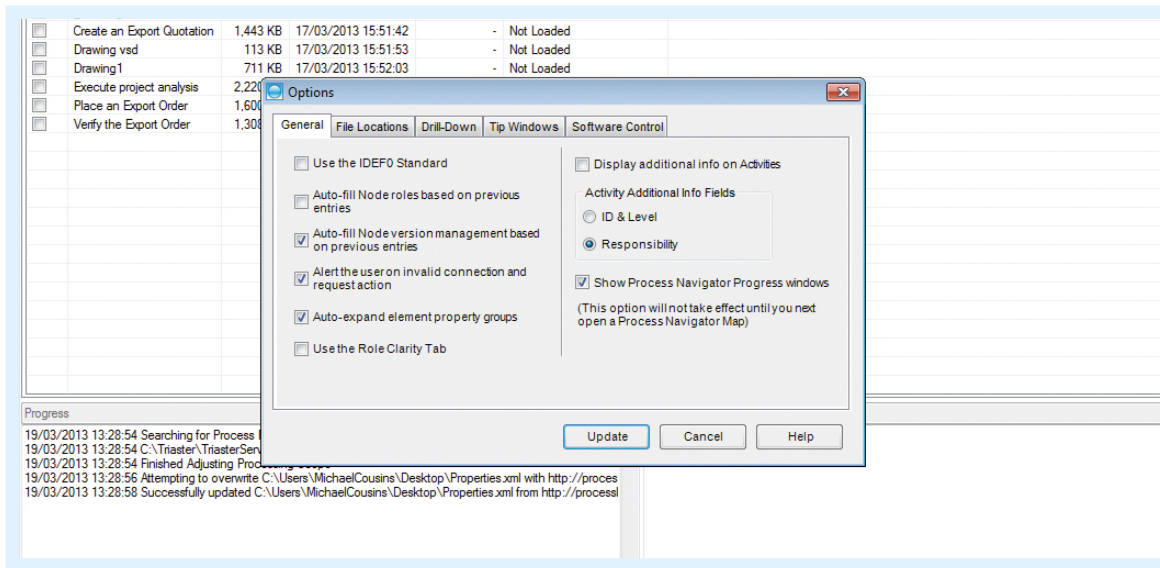 Create an Export Quotation 1,443 KB 17/03/2013 15:51:42 - Not Loaded
Drawing vsd 113 KB 17/03/2013 15:51:53 - Not Loaded
Drawing1 711 KB 17/03/2013 15:52:03 - Not Loaded
Execute project analysis 2,220
Place an Export Order 1,600
Verify the Export Order 1,308
Options
General File Locations Drill-Down Tip Windows Software Control
Use the IDEF0 Standard
Auto-fill Node roles based on previous
entries
Auto-fill Node version management based
on previous entries
Alert the user on invalid connection and
request action
Auto-expand element property groups
Use the Role Clarity Tab
Display additional info on Activities
Activity Additional Info Fields
ID & Level
Responsibility
Show Process Navigator Progress windows
(This option will not take effect until you next
open a Process Navigator Map)
Update Cancel Help
Progress
19/03/2013 13:28:54 Searching for Process
19/03/2013 13:28:54 C:\Triaster\TriasterServ
19/03/2013 13:28:54 Finished Adjusting Processing
19/03/2013 13:28:56 Attempting to overwrite C:\Users\MichaelCousins\Desktop\Properties.xml with http://proces
19/03/2013 13:28:58 Successfully updated C:\Users\MichaelCousins\Desktop\Properties.xml from http://process